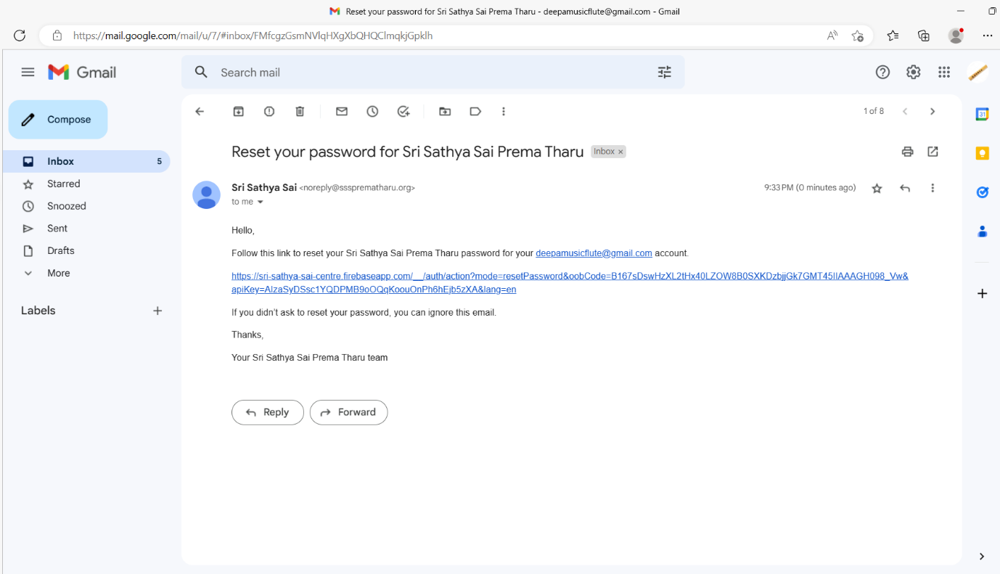 Reset your password for Sri Sathya Sai Prema Tharu - deepamusicflute@gmail.com - Gmail
https://mail.google.com/mail/u/7/#inbox/FMfcgzGsmNVlqHXgXbQHQClmqkjGpklh
Gmail
Search mail
Compose
1 of 8
31
Inbox 5
Starred
Snoozed
Sent
Drafts
More
Labels
Reset your password for Sri Sathya Sai Prema Tharu Inbox ×
Sri Sathya Sai <noreply@sssprematharu.org> 9:33 PM (0 minutes ago)
to me
Hello,
Follow this link to reset your Sri Sathya Sai Prema Tharu password for your deepamusicflute@gmail.com account.
https://sri-sathya-sai-centre.firebaseapp.com/__/auth/action?mode=resetPassword&oobCode=B167sDswHzXL2tHx40LZOW8B0SXKDzbjjGk7GMT45IIAAAGH098_Vw&
apiKey=AIzaSyDSsc1YQDPMB9oOQqKoouOnPh6hEjb5zXA&lang=en
If you didn't ask to reset your password, you can ignore this email.
Thanks,
Your Sri Sathya Sai Prema Tharu team
Reply
Forward